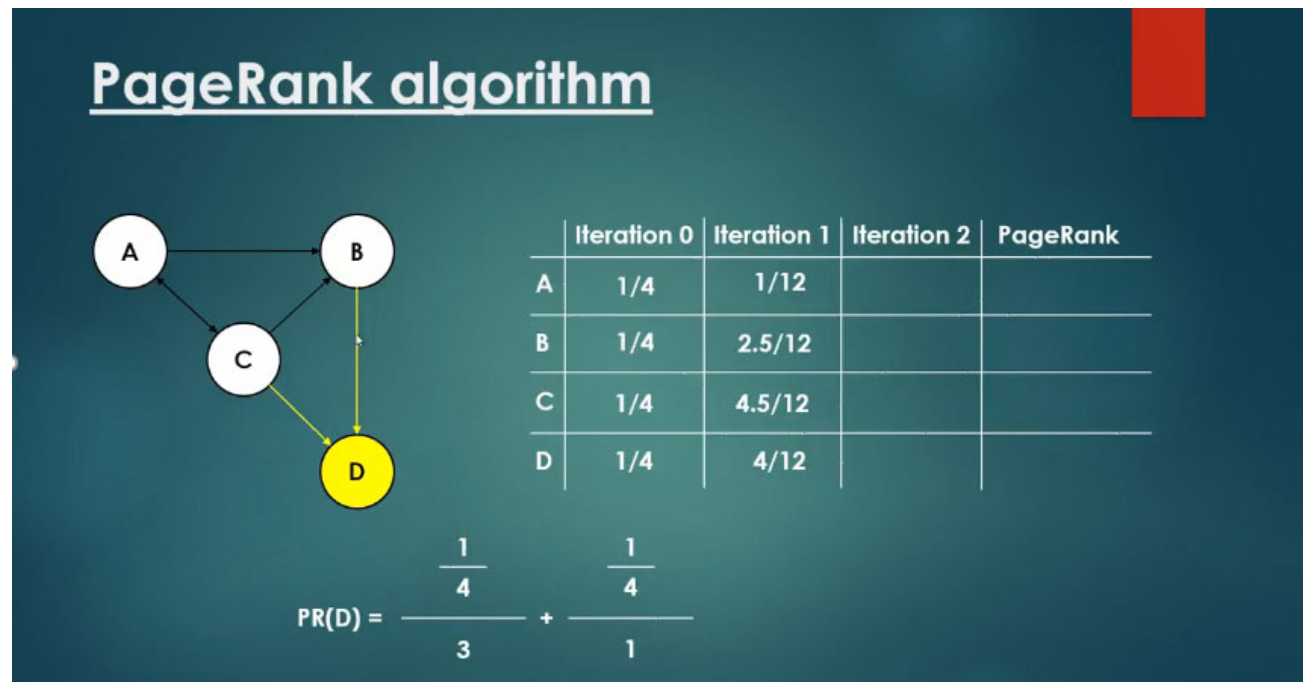 PageRank algorithm
A
B
C
D
Iteration 0 Iteration 1 Iteration 2 PageRank
A 1/4 1/12
B 1/4 2.5/12
C 1/4 4.5/12
D 1/4 4/12
1 1
4 4
PR(D) = +
3 1